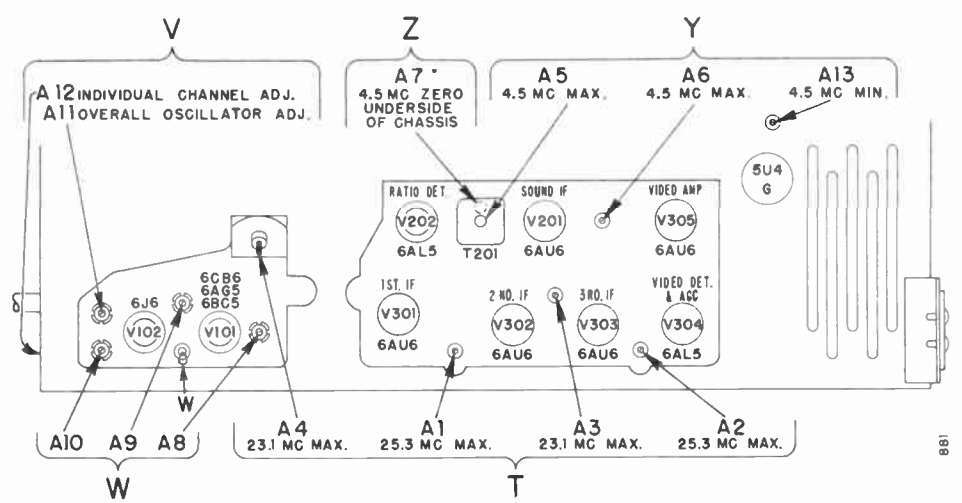 V
Z
Y
A12 INDIVIDUAL CHANNEL ADJ.
A11 OVERALL OSCILLATOR ADJ.
A7*
4.5 MC ZERO
UNDERSIDE
OF CHASSIS
A5
4.5 MC MAX.
A6
4.5 MC MAX.
A13
4.5 MC MIN.
5U4
G
RATIO DET.
V202
6AL5
T201
SOUND IF
V201
6AU6
VIDEO AMP
V305
6AU6
6J6
V102
6CB6
6AG5
6BC5
V101
1ST. IF
V301
6AU6
2 ND. IF
V302
6AU6
3RD. IF
V303
6AU6
VIDEO DET.
& AGC
V304
6AL5
W
A10
A9
A8
A4
23.1 MC MAX.
A1
25.3 MC MAX.
A3
23.1 MC MAX.
A2
25.3 MC MAX.
W
T
881